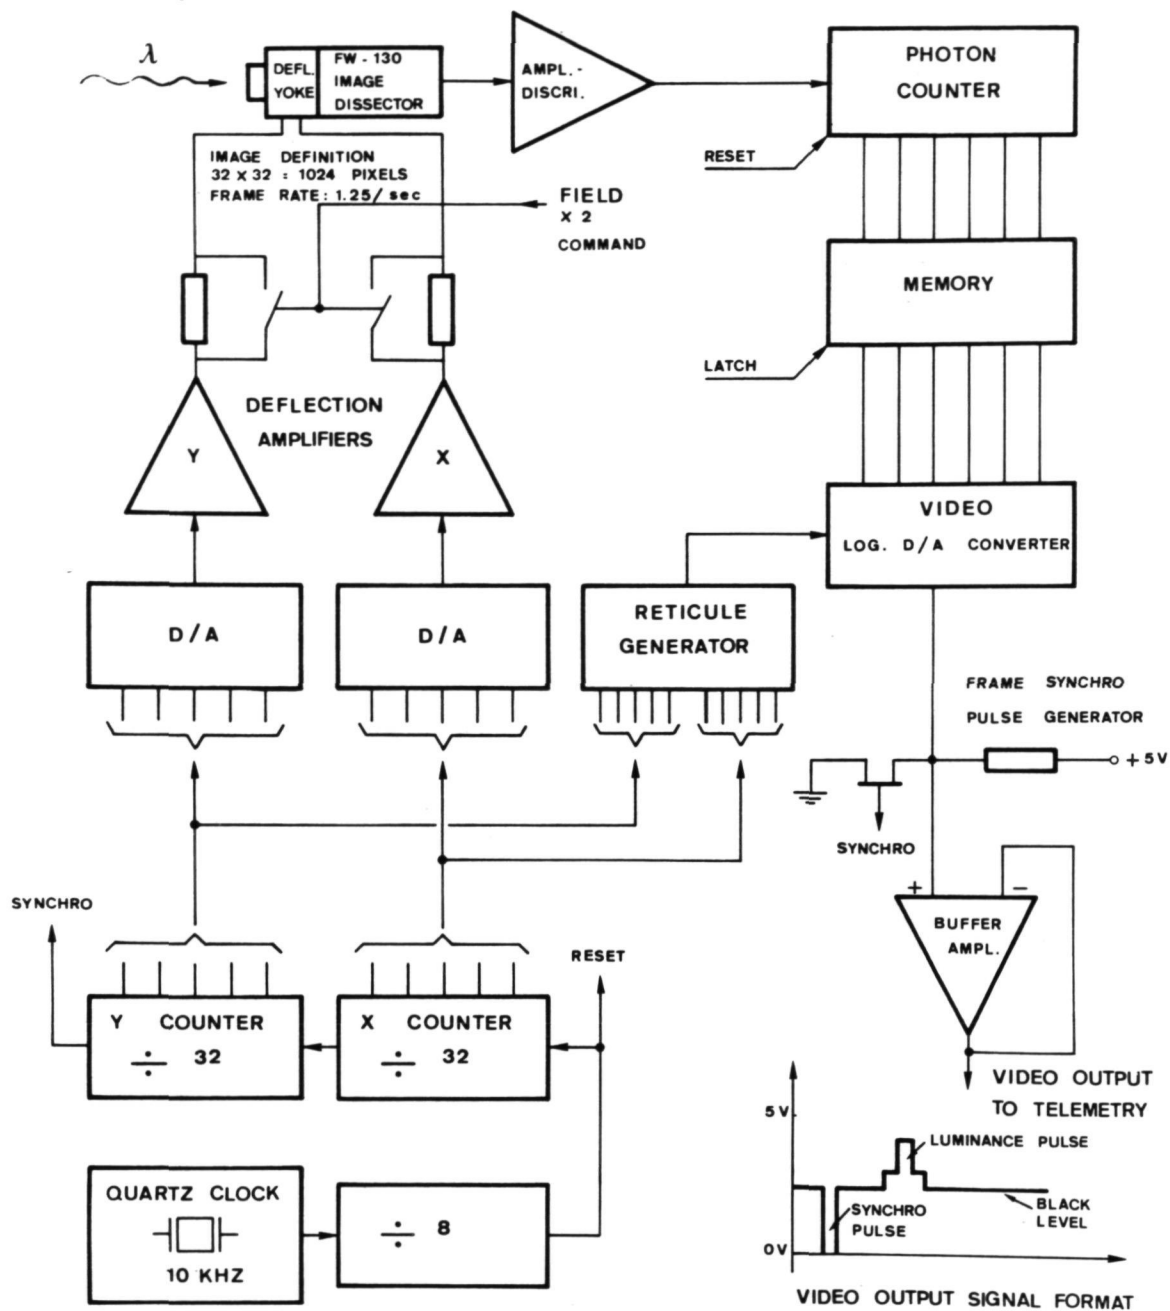 λ
DEFL.
YOKE
FW - 130
IMAGE
DISSECTOR
AMPL. -
DISCRI.
PHOTON
COUNTER
RESET
IMAGE DEFINITION
32 X 32 = 1024 PIXELS
FRAME RATE: 1.25/sec
FIELD
X 2
COMMAND
MEMORY
LATCH
DEFLECTION
AMPLIFIERS
Y
X
VIDEO
LOG. D/A CONVERTER
D/A
D/A
RETICULE
GENERATOR
FRAME SYNCHRO
PULSE GENERATOR
+ 5V
SYNCHRO
+ −
BUFFER
AMPL.
SYNCHRO
RESET
Y COUNTER
÷ 32
X COUNTER
÷ 32
VIDEO OUTPUT
TO TELEMETRY
QUARTZ CLOCK
10 KHZ
÷ 8
5V
LUMINANCE PULSE
SYNCHRO
PULSE
BLACK
LEVEL
0V
VIDEO OUTPUT SIGNAL FORMAT